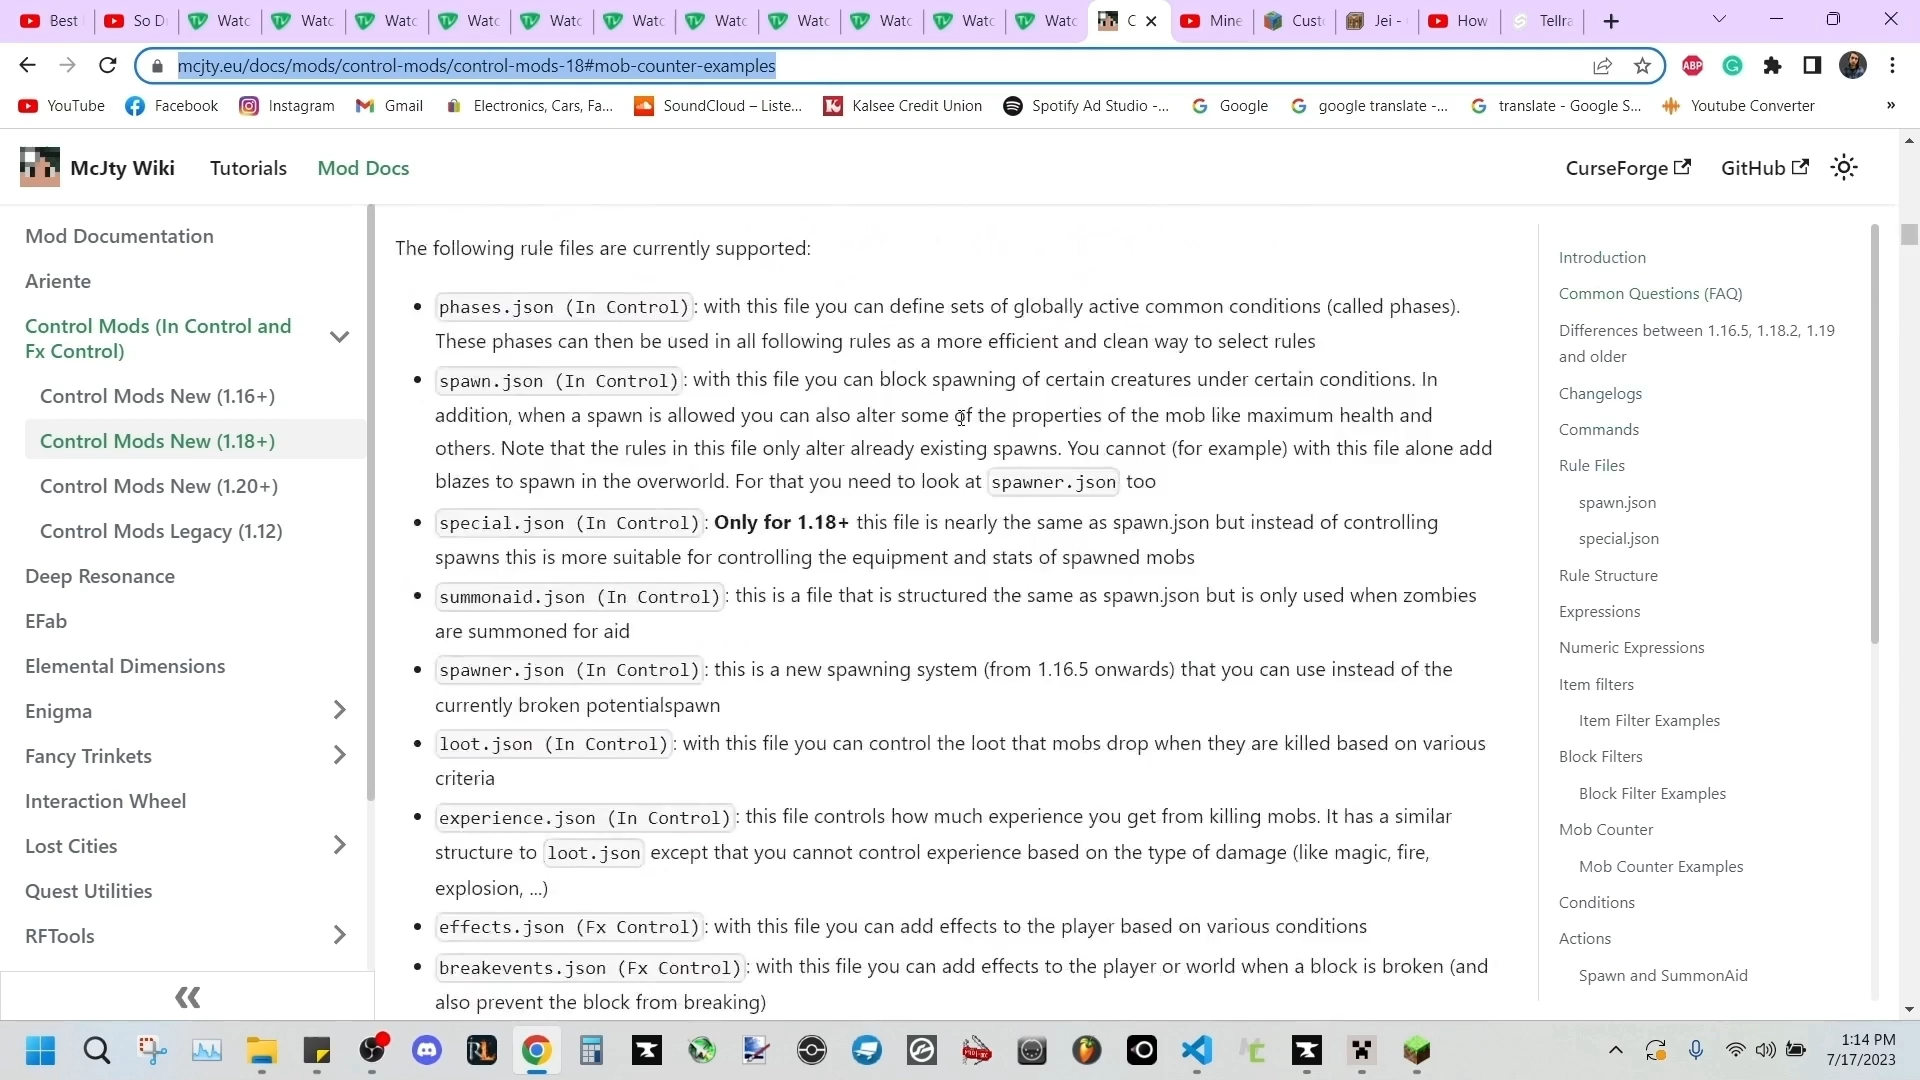 Best
So D
Watc
Watc
Watc
Watc
Watc
Watc
Watc
Watc
Watc
Watc
Watc
C
Mine
Cust
Jei -
How
Tellra
mcjty.eu/docs/mods/control-mods/control-mods-18#mob-counter-examples
ABP
YouTube
Facebook
Instagram
Gmail
Electronics, Cars, Fa...
SoundCloud – Liste...
Kalsee Credit Union
Spotify Ad Studio -...
Google
google translate -...
translate - Google S...
Youtube Converter
»
McJty Wiki
Tutorials
Mod Docs
CurseForge
GitHub
Mod Documentation
Ariente
Control Mods (In Control and
Fx Control)
Control Mods New (1.16+)
Control Mods New (1.18+)
Control Mods New (1.20+)
Control Mods Legacy (1.12)
Deep Resonance
EFab
Elemental Dimensions
Enigma
Fancy Trinkets
Interaction Wheel
Lost Cities
Quest Utilities
RFTools
The following rule files are currently supported:
phases.json (In Control): with this file you can define sets of globally active common conditions (called phases).
These phases can then be used in all following rules as a more efficient and clean way to select rules
spawn.json (In Control): with this file you can block spawning of certain creatures under certain conditions. In
addition, when a spawn is allowed you can also alter some of the properties of the mob like maximum health and
others. Note that the rules in this file only alter already existing spawns. You cannot (for example) with this file alone add
blazes to spawn in the overworld. For that you need to look at spawner.json too
special.json (In Control): Only for 1.18+ this file is nearly the same as spawn.json but instead of controlling
spawns this is more suitable for controlling the equipment and stats of spawned mobs
summonaid.json (In Control): this is a file that is structured the same as spawn.json but is only used when zombies
are summoned for aid
spawner.json (In Control): this is a new spawning system (from 1.16.5 onwards) that you can use instead of the
currently broken potentialspawn
loot.json (In Control): with this file you can control the loot that mobs drop when they are killed based on various
criteria
experience.json (In Control): this file controls how much experience you get from killing mobs. It has a similar
structure to loot.json except that you cannot control experience based on the type of damage (like magic, fire,
explosion, ...)
effects.json (Fx Control): with this file you can add effects to the player based on various conditions
breakevents.json (Fx Control): with this file you can add effects to the player or world when a block is broken (and
also prevent the block from breaking)
Introduction
Common Questions (FAQ)
Differences between 1.16.5, 1.18.2, 1.19
and older
Changelogs
Commands
Rule Files
spawn.json
special.json
Rule Structure
Expressions
Numeric Expressions
Item filters
Item Filter Examples
Block Filters
Block Filter Examples
Mob Counter
Mob Counter Examples
Conditions
Actions
Spawn and SummonAid
1:14 PM
7/17/2023